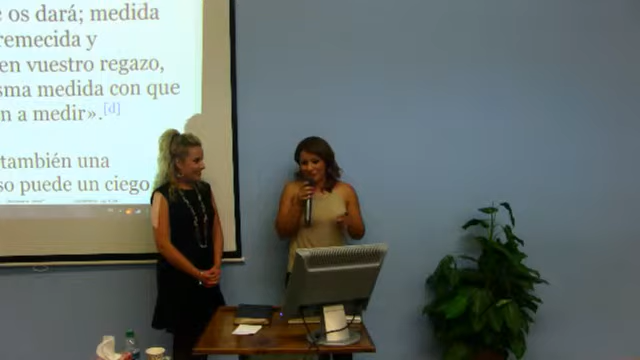 os dará; medida
remecida y
en vuestro regazo,
sma medida con que
n a medir».[d]
también una
so puede un ciego